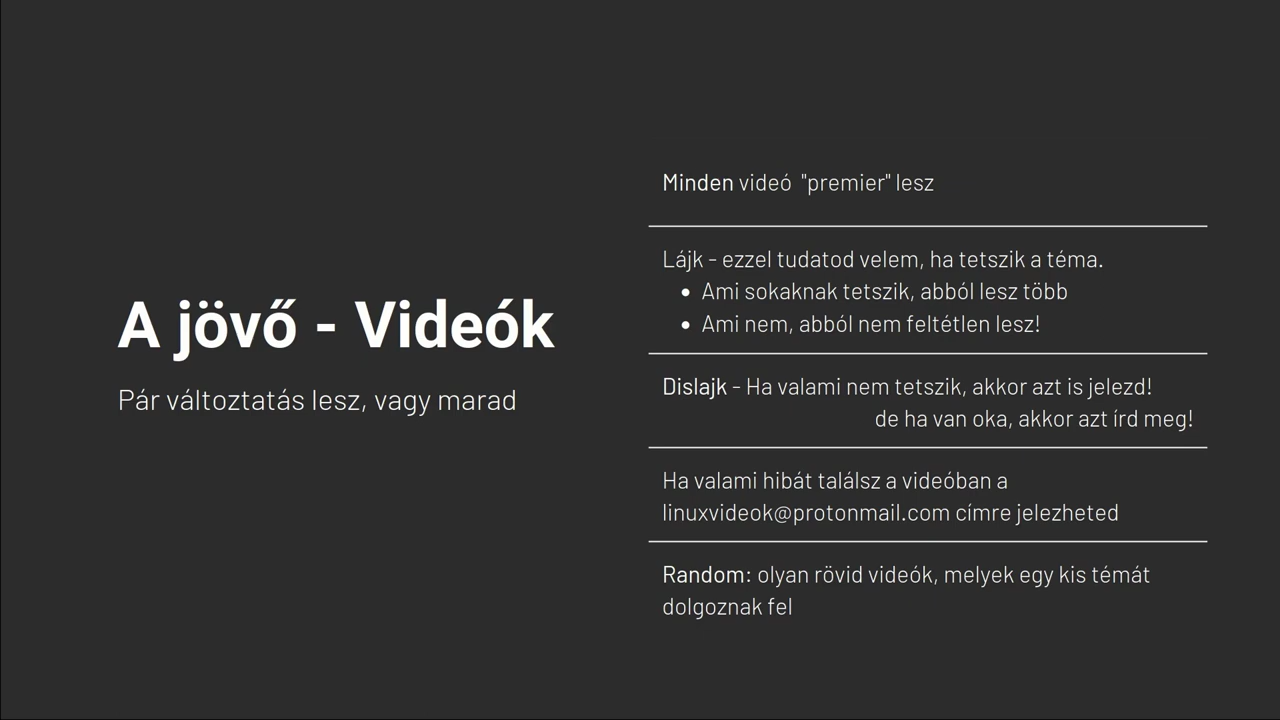 A jövő - Videók
Pár változtatás lesz, vagy marad
Minden videó "premier" lesz
Lájk - ezzel tudatod velem, ha tetszik a téma.
• Ami sokaknak tetszik, abból lesz több
• Ami nem, abból nem feltétlen lesz!
Dislajk - Ha valami nem tetszik, akkor azt is jelezd!
de ha van oka, akkor azt írd meg!
Ha valami hibát találsz a videóban a
linuxvideok@protonmail.com címre jelezheted
Random: olyan rövid videók, melyek egy kis témát
dolgoznak fel